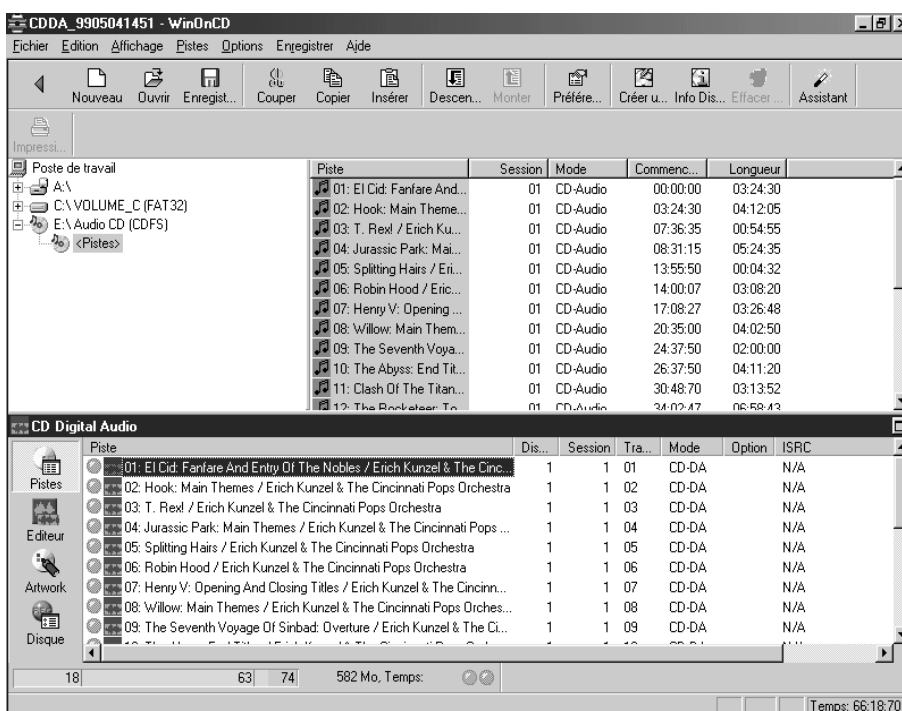 CDDA_9905041451 - WinOnCD
Fichier Edition Affichage Pistes Options Enregistrer Aide
Nouveau Ouvrir Enregist... Couper Copier Insérer Descen... Monter Préfére... Créer u... Info Dis... Effacer ... Assistant
Impressi...
Poste de travail
A:\
C:\ VOLUME_C (FAT32)
E:\ Audio CD (CDFS)
<Pistes>
Piste Session Mode Commenc... Longueur
01: El Cid: Fanfare And... 01 CD-Audio 00:00:00 03:24:30
02: Hook: Main Theme... 01 CD-Audio 03:24:30 04:12:05
03: T. Rex! / Erich Ku... 01 CD-Audio 07:36:35 00:54:55
04: Jurassic Park: Mai... 01 CD-Audio 08:31:15 05:24:35
05: Splitting Hairs / Eri... 01 CD-Audio 13:55:50 00:04:32
06: Robin Hood / Eric... 01 CD-Audio 14:00:07 03:08:20
07: Henry V: Opening ... 01 CD-Audio 17:08:27 03:26:48
08: Willow: Main Them... 01 CD-Audio 20:35:00 04:02:50
09: The Seventh Voya... 01 CD-Audio 24:37:50 02:00:00
10: The Abyss: End Tit... 01 CD-Audio 26:37:50 04:11:20
11: Clash Of The Titan... 01 CD-Audio 30:48:70 03:13:52
12: The Rocketeer: To... 01 CD-Audio 34:02:47 06:58:43
CD Digital Audio
Pistes
Editeur
Artwork
Disque
Piste Dis... Session Tra... Mode Option ISRC
01: El Cid: Fanfare And Entry Of The Nobles / Erich Kunzel & The Cinc... 1 1 01 CD-DA N/A
02: Hook: Main Themes / Erich Kunzel & The Cincinnati Pops Orchestra 1 1 02 CD-DA N/A
03: T. Rex! / Erich Kunzel & The Cincinnati Pops Orchestra 1 1 03 CD-DA N/A
04: Jurassic Park: Main Themes / Erich Kunzel & The Cincinnati Pops ... 1 1 04 CD-DA N/A
05: Splitting Hairs / Erich Kunzel & The Cincinnati Pops Orchestra 1 1 05 CD-DA N/A
06: Robin Hood / Erich Kunzel & The Cincinnati Pops Orchestra 1 1 06 CD-DA N/A
07: Henry V: Opening And Closing Titles / Erich Kunzel & The Cincinn... 1 1 07 CD-DA N/A
08: Willow: Main Themes / Erich Kunzel & The Cincinnati Pops Orches... 1 1 08 CD-DA N/A
09: The Seventh Voyage Of Sinbad: Overture / Erich Kunzel & The Ci... 1 1 09 CD-DA N/A
18 63 74 582 Mo, Temps:
Temps: 66:18:70